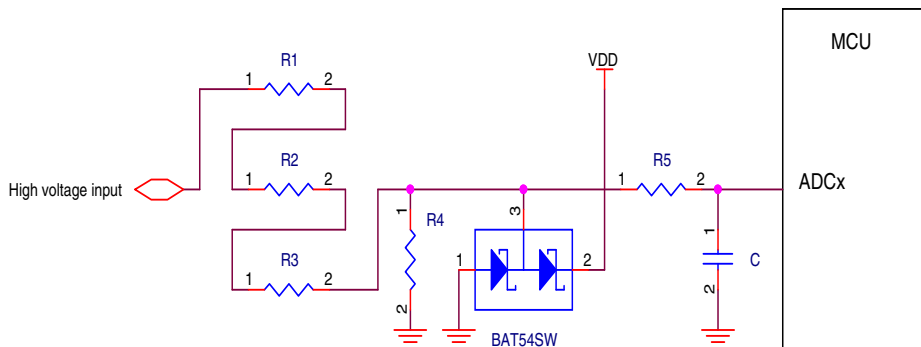 MCU
R1
VDD
1 2
R2
R5
1 2
1 2
High voltage input
ADCx
1
R4
3
R3
1 2
1 2
1
C
2
2
BAT54SW